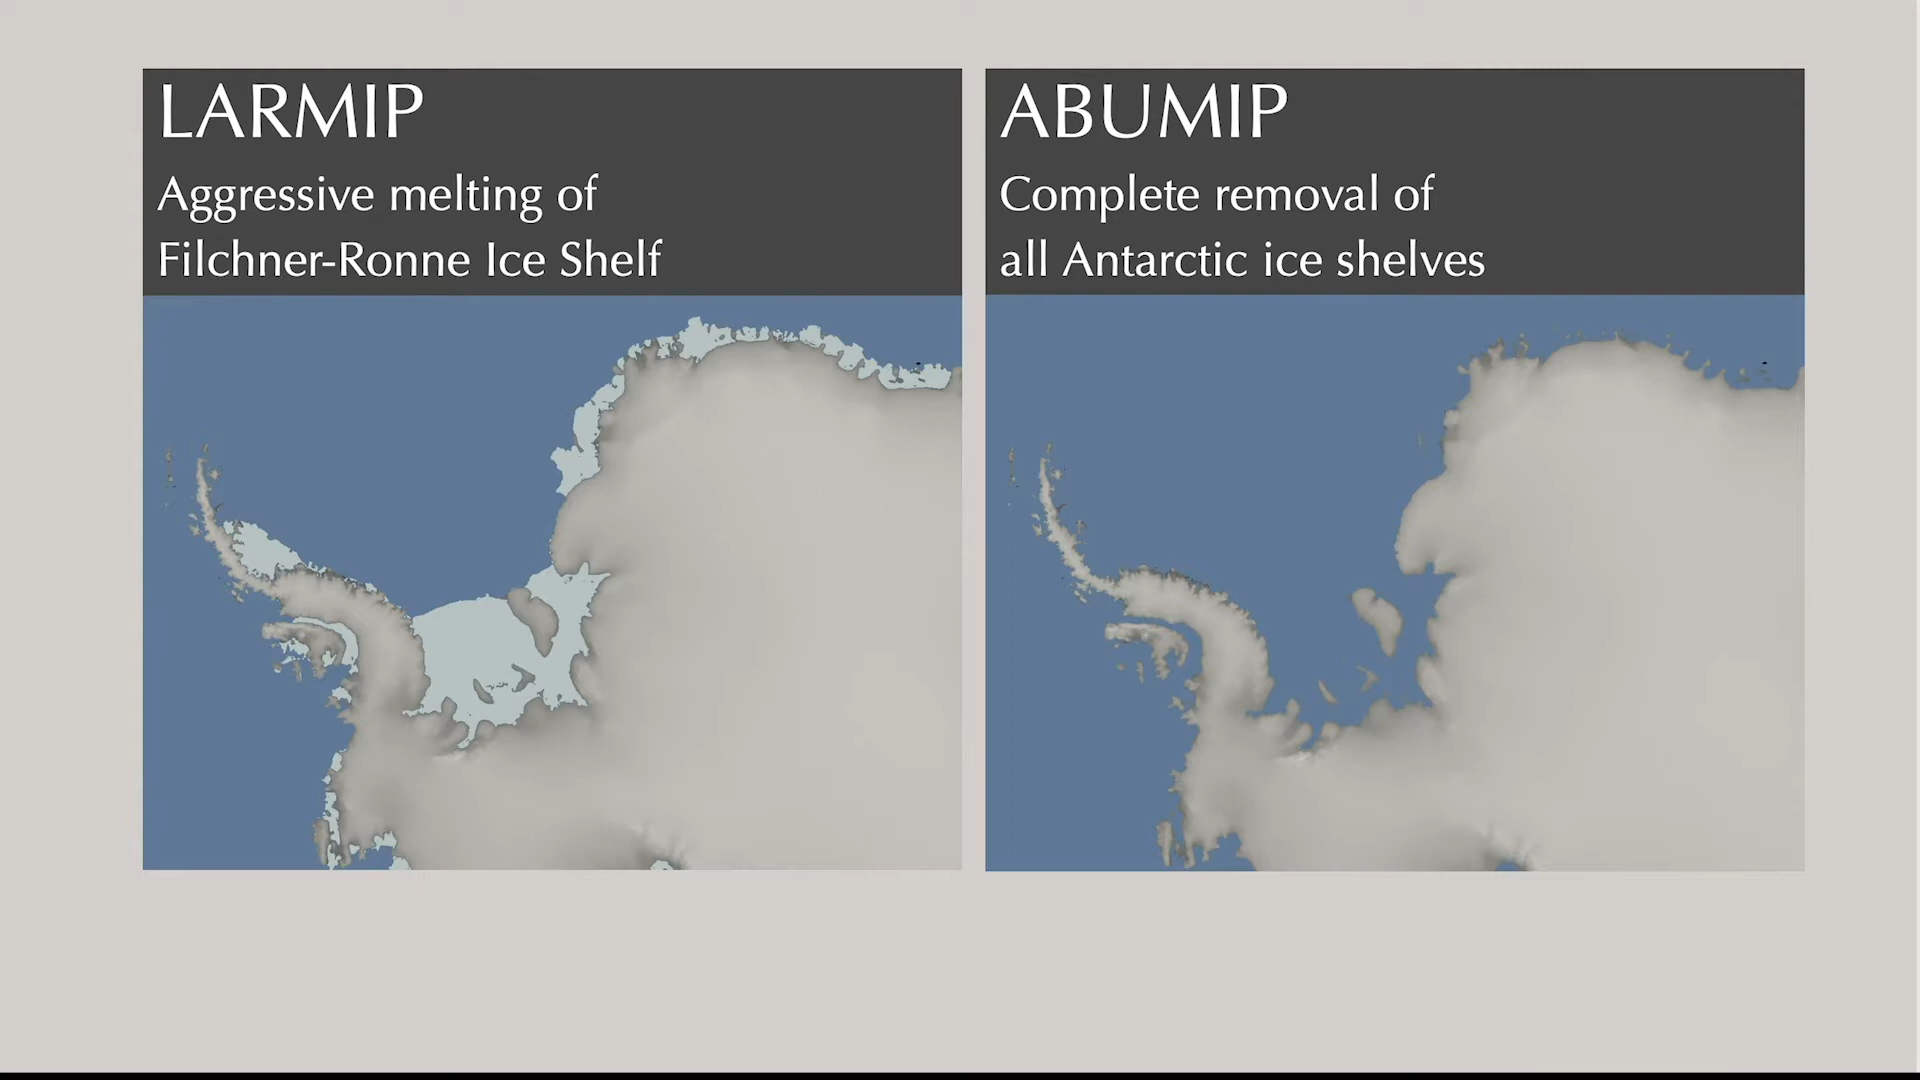 LARMIP
Aggressive melting of
Filchner-Ronne Ice Shelf
ABUMIP
Complete removal of
all Antarctic ice shelves